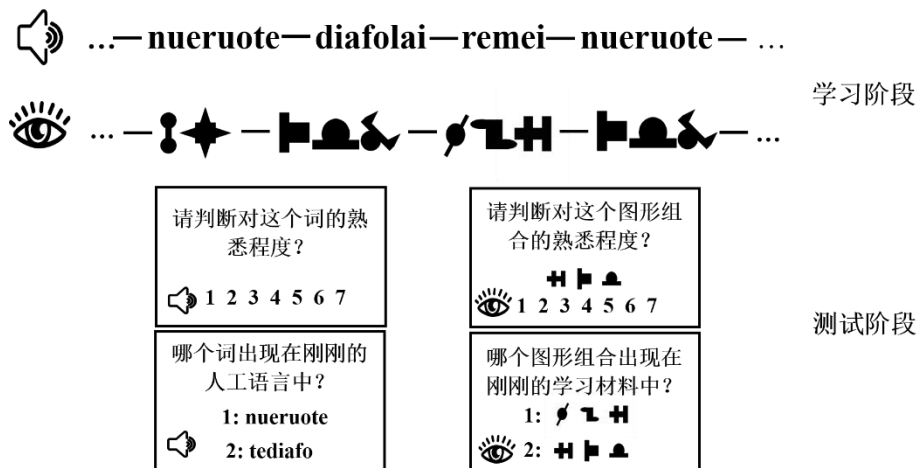 ...— nueruote— diafolai—remei— nueruote— ...
学习阶段
... — — — — ...
请判断对这个词的熟
悉程度？
1 2 3 4 5 6 7
请判断对这个图形组
合的熟悉程度？
1 2 3 4 5 6 7
测试阶段
哪个词出现在刚刚的
人工语言中？
1: nueruote
2: tediafo
哪个图形组合出现在
刚刚的学习材料中？
1:
2: